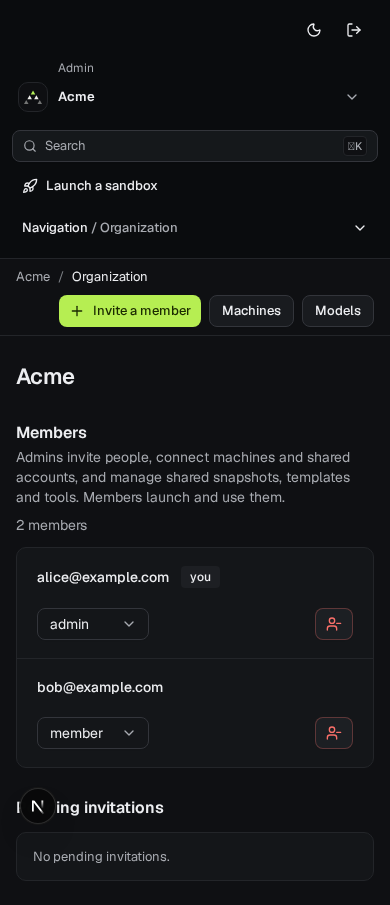 Admin
Acme
Search
K
Launch a sandbox
Navigation / Organization
Acme / Organization
+ Invite a member
Machines
Models
Acme
Members
Admins invite people, connect machines and shared
accounts, and manage shared snapshots, templates
and tools. Members launch and use them.
2 members
alice@example.com
you
admin
bob@example.com
member
invitations
No pending invitations.